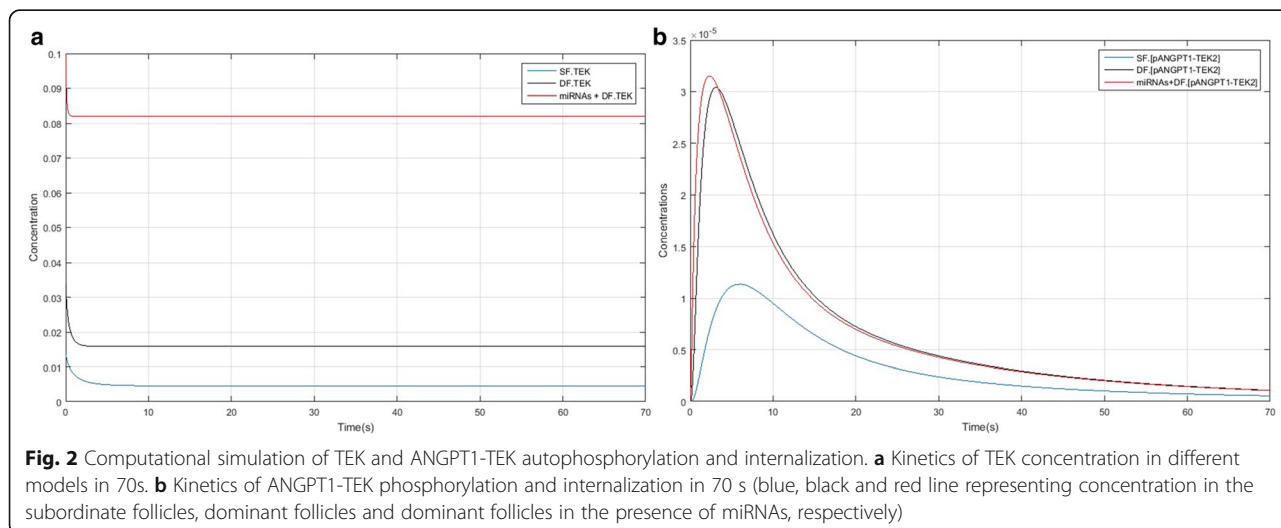 a
0.1
0.09
0.08
0.07
0.06
0.05
0.04
0.03
0.02
0.01
0
Concentration
0 10 20 30 40 50 60 70
Time(s)
SF.TEK
DF.TEK
miRNAs + DF.TEK
b
× 10⁻⁵
3.5
3
2.5
2
1.5
1
0.5
0
Concentrations
0 10 20 30 40 50 60 70
Time(s)
SF.[pANGPT1-TEK2]
DF.[pANGPT1-TEK2]
miRNAs+DF.[pANGPT1-TEK2]
Fig. 2 Computational simulation of TEK and ANGPT1-TEK autophosphorylation and internalization. a Kinetics of TEK concentration in different
models in 70s. b Kinetics of ANGPT1-TEK phosphorylation and internalization in 70 s (blue, black and red line representing concentration in the
subordinate follicles, dominant follicles and dominant follicles in the presence of miRNAs, respectively)